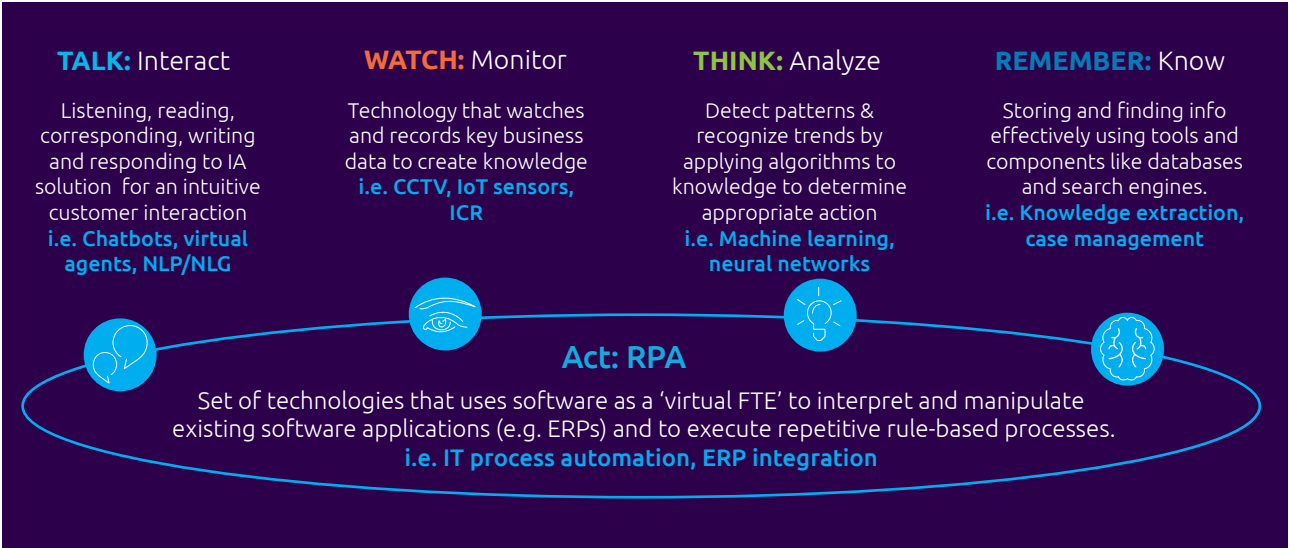 TALK: Interact
Listening, reading,
corresponding, writing
and responding to IA
solution for an intuitive
customer interaction
i.e. Chatbots, virtual
agents, NLP/NLG
WATCH: Monitor
Technology that watches
and records key business
data to create knowledge
i.e. CCTV, IoT sensors,
ICR
THINK: Analyze
Detect patterns &
recognize trends by
applying algorithms to
knowledge to determine
appropriate action
i.e. Machine learning,
neural networks
REMEMBER: Know
Storing and finding info
effectively using tools and
components like databases
and search engines.
i.e. Knowledge extraction,
case management
Act: RPA
Set of technologies that uses software as a ‘virtual FTE’ to interpret and manipulate
existing software applications (e.g. ERPs) and to execute repetitive rule-based processes.
i.e. IT process automation, ERP integration